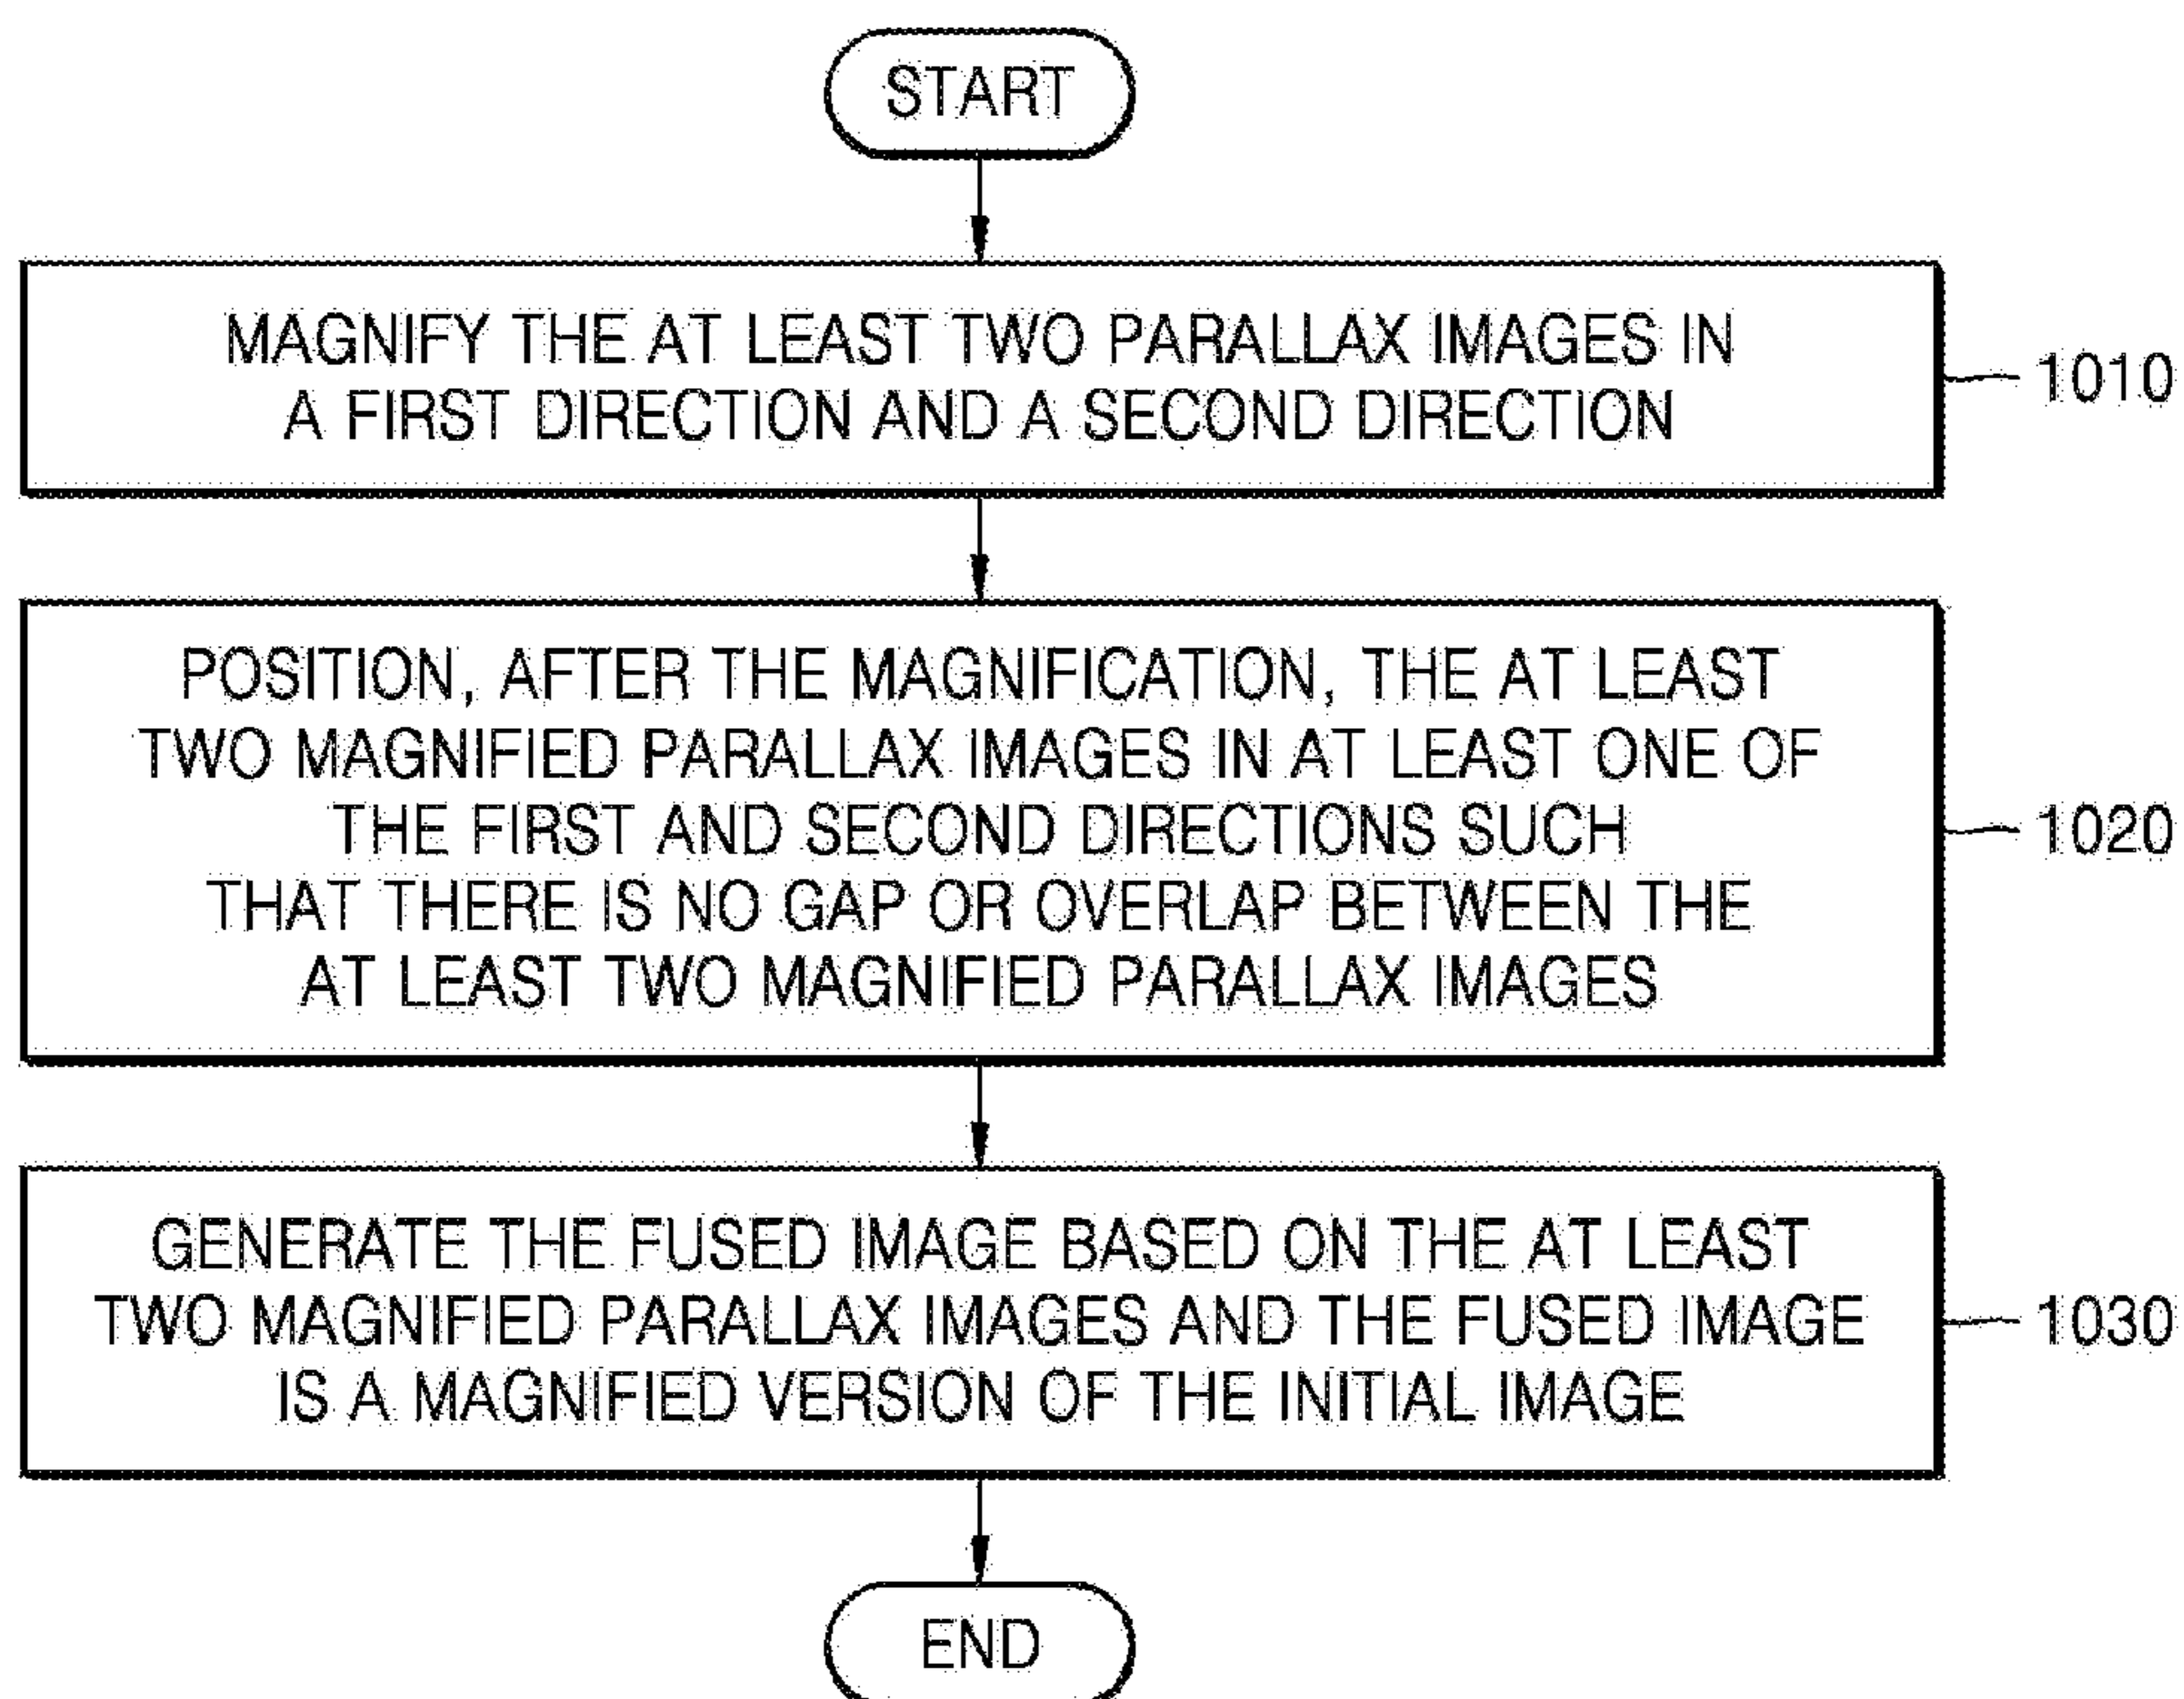 START
MAGNIFY THE AT LEAST TWO PARALLAX IMAGES IN
A FIRST DIRECTION AND A SECOND DIRECTION
1010
POSITION, AFTER THE MAGNIFICATION, THE AT LEAST
TWO MAGNIFIED PARALLAX IMAGES IN AT LEAST ONE OF
THE FIRST AND SECOND DIRECTIONS SUCH
THAT THERE IS NO GAP OR OVERLAP BETWEEN THE
AT LEAST TWO MAGNIFIED PARALLAX IMAGES
1020
GENERATE THE FUSED IMAGE BASED ON THE AT LEAST
TWO MAGNIFIED PARALLAX IMAGES AND THE FUSED IMAGE
IS A MAGNIFIED VERSION OF THE INITIAL IMAGE
1030
END